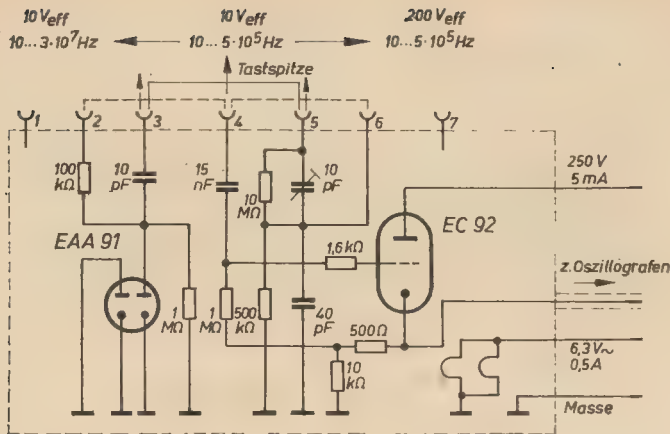 10 Veff 10 Veff 200 Veff
10...3·10⁷Hz 10...5·10⁵Hz 10...5·10⁵Hz
Tastspitze
1 2 3 4 5 6 7
100 kΩ
10 pF
15 nF
10 MΩ
10 pF
250 V
5 mA
EAA 91
EC 92
1,6 kΩ
z. Oszillografen
1 MΩ
1 MΩ
500 kΩ
40 pF
500 Ω
10 kΩ
6,3 V~
0,5 A
Masse